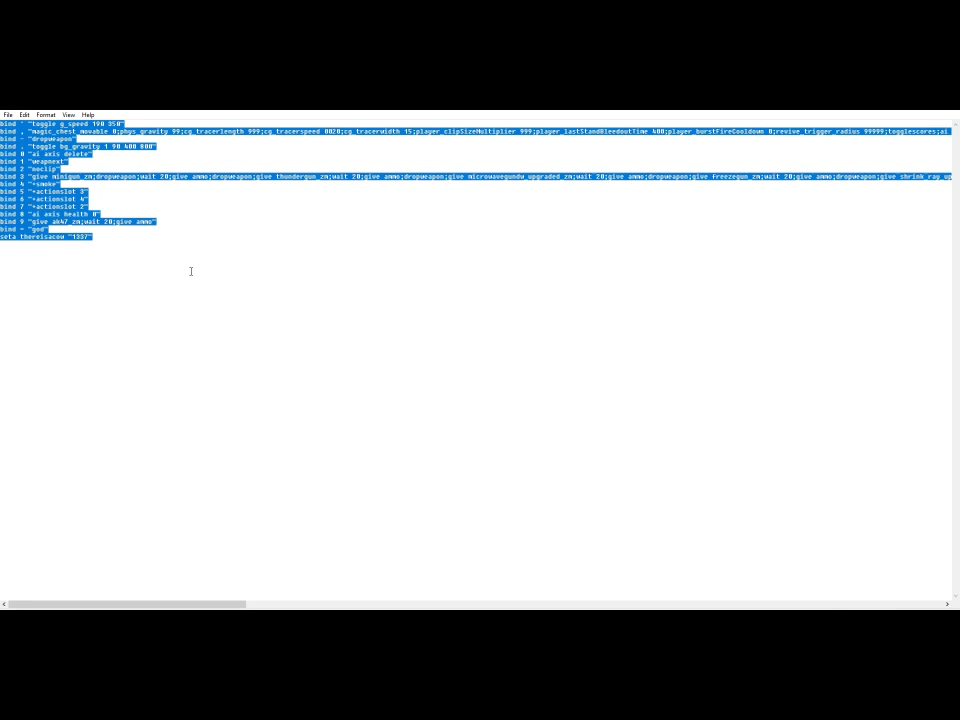 File Edit Format View Help
bind ' "toggle g_speed 190 350"
bind , "magic_chest_movable 0;phys_gravity 99;cg_tracerlength 999;cg_tracerspeed 0020;cg_tracerwidth 15;player_clipSizeMultiplier 999;player_lastStandBleedoutTime 400;player_burstFireCooldown 0;revive_trigger_radius 99999;togglescores;ai
bind - "dropweapon"
bind . "toggle bg_gravity 1 90 400 800"
bind 0 "ai axis delete"
bind 1 "weapnext"
bind 2 "noclip"
bind 3 "give minigun_zm;dropweapon;wait 20;give ammo;dropweapon;give thundergun_zm;wait 20;give ammo;dropweapon;give microwavegundw_upgraded_zm;wait 20;give ammo;dropweapon;give freezegun_zm;wait 20;give ammo;dropweapon;give shrink_ray_up
bind 4 "+smoke"
bind 5 "+actionslot 3"
bind 6 "+actionslot 4"
bind 7 "+actionslot 2"
bind 8 "ai axis health 0"
bind 9 "give ak47_zm;wait 20;give ammo"
bind = "god"
seta thereisacow "1337"